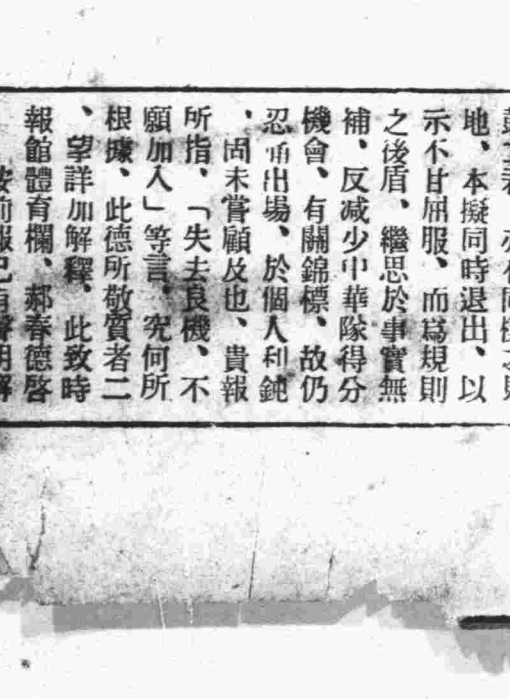 地、本擬同時退出、以
示不甘屈服、而爲規則
之後盾、繼思於事實無
補、反减少中華隊得分
機會、有關錦標、故仍
忍痛出場、於個人利鈍
、固未嘗顧及也、貴報
所指、「失去良機、不
願加入」等言、究何所
根據、此德所敬質者二
、望詳加解釋、此致時
報館體育欄、郝春德啓